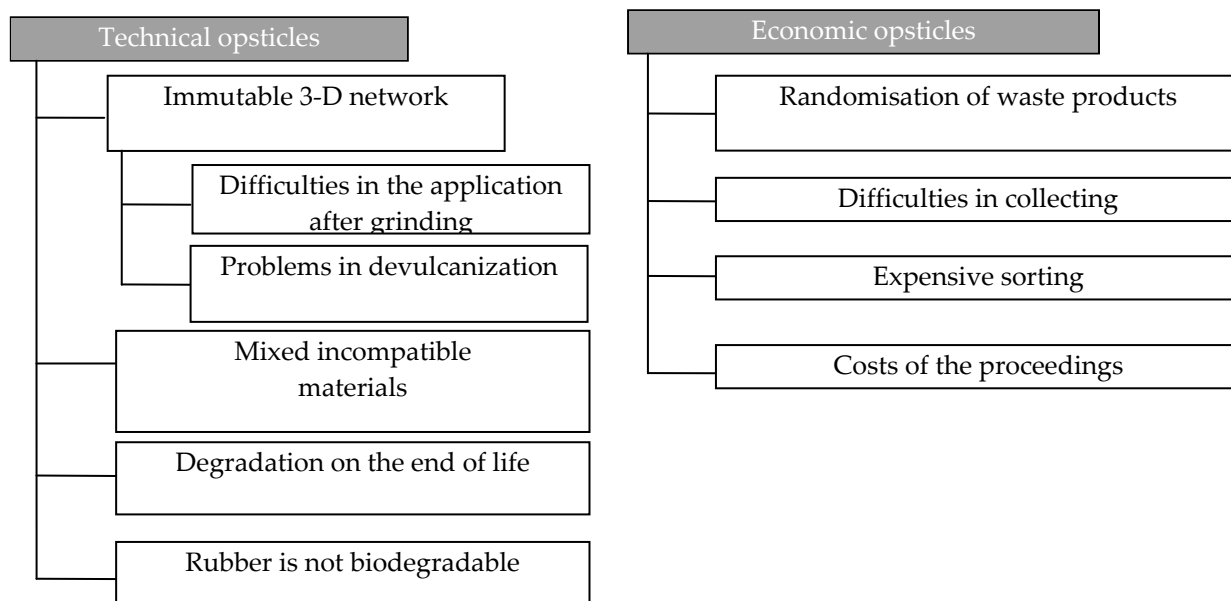 Technical opsticles
Immutable 3-D network
Difficulties in the application
after grinding
Problems in devulcanization
Mixed incompatible
materials
Degradation on the end of life
Rubber is not biodegradable
Economic opsticles
Randomisation of waste products
Difficulties in collecting
Expensive sorting
Costs of the proceedings